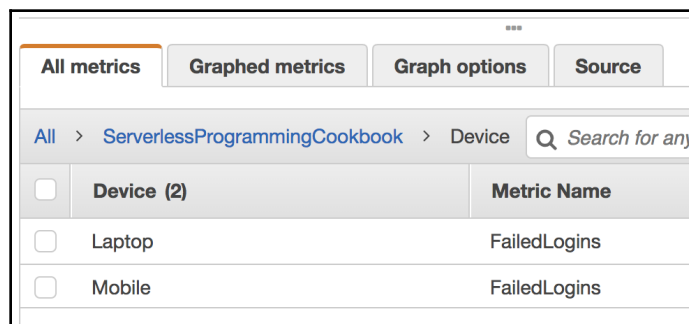 All metrics Graphed metrics Graph options Source
All > ServerlessProgrammingCookbook > Device Search for any
Device (2) Metric Name
Laptop FailedLogins
Mobile FailedLogins